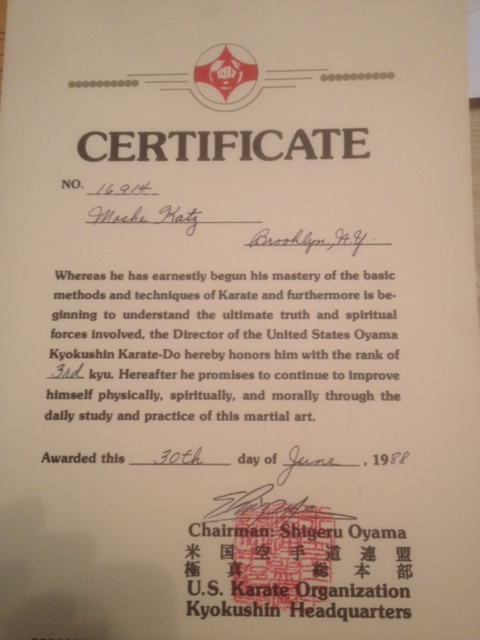 CERTIFICATE
NO. 16914
Moshe Katz
Brooklyn, N.Y.
Whereas he has earnestly begun his mastery of the basic
methods and techniques of Karate and furthermore is be-
ginning to understand the ultimate truth and spiritual
forces involved, the Director of the United States Oyama
Kyokushin Karate-Do hereby honors him with the rank of
3rd kyu. Hereafter he promises to continue to improve
himself physically, spiritually, and morally through the
daily study and practice of this martial art.
Awarded this 30th day of June, 1988
Chairman: Shigeru Oyama
米国空手道連盟
極真総本部
U.S. Karate Organization
Kyokushin Headquarters